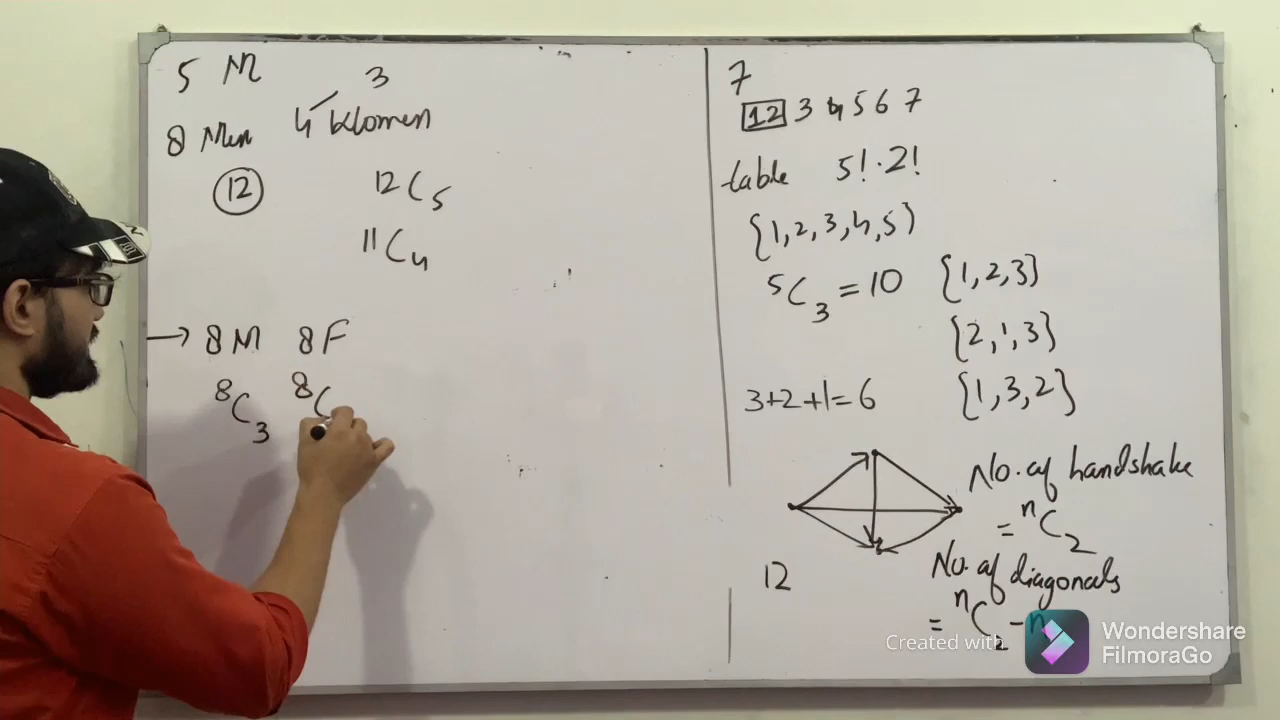 5 M 3
8 Men 4 Women
12 ¹²C₅
¹¹C₄
→ 8M 8F
⁸C₃ ⁸C
7
12 3 4 5 6 7
table 5!·2!
{1,2,3,4,5}
⁵C₃ = 10 {1,2,3}
{2,1,3}
3+2+1=6 {1,3,2}
No. of handshake
= ⁿC₂
12
No. of diagonals
= ⁿC₂ - n
Created with
Wondershare
FilmoraGo